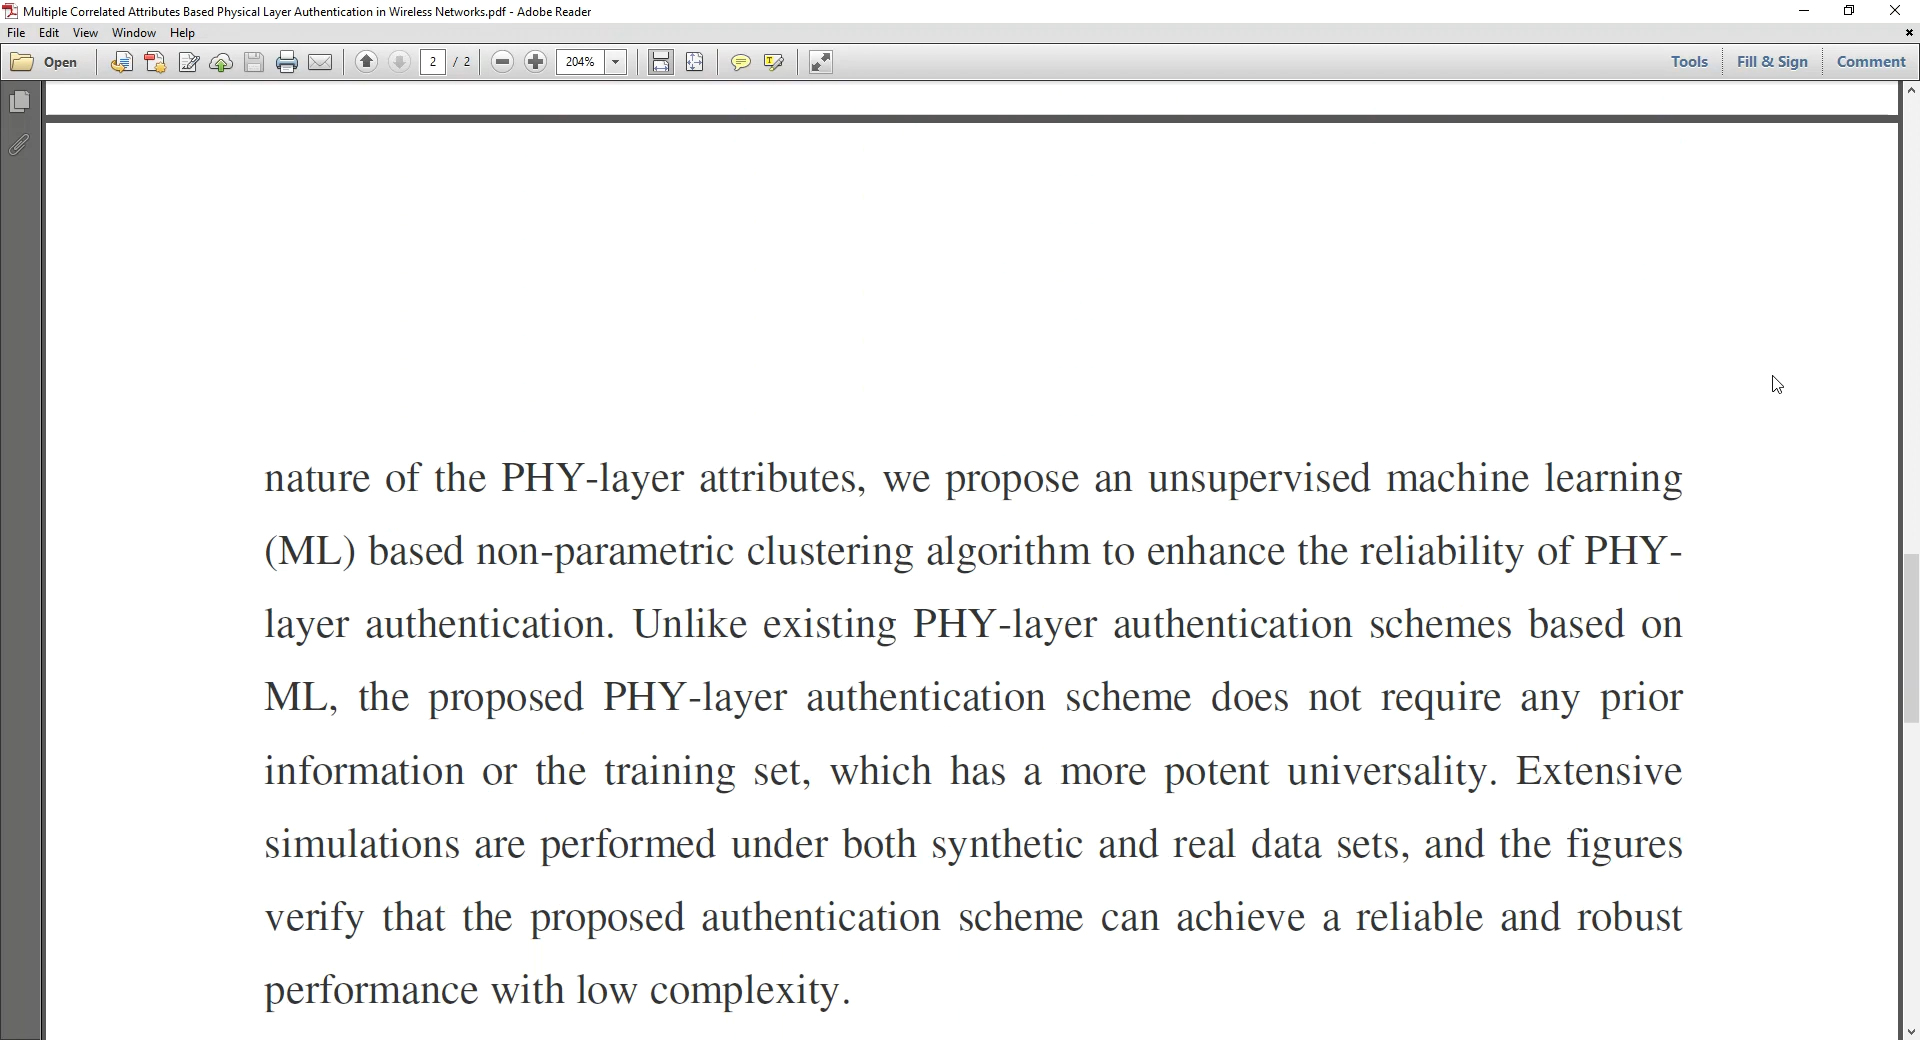 Multiple Correlated Attributes Based Physical Layer Authentication in Wireless Networks.pdf - Adobe Reader
File Edit View Window Help
Open 2 / 2 204% Tools Fill & Sign Comment
nature of the PHY-layer attributes, we propose an unsupervised machine learning
(ML) based non-parametric clustering algorithm to enhance the reliability of PHY-
layer authentication. Unlike existing PHY-layer authentication schemes based on
ML, the proposed PHY-layer authentication scheme does not require any prior
information or the training set, which has a more potent universality. Extensive
simulations are performed under both synthetic and real data sets, and the figures
verify that the proposed authentication scheme can achieve a reliable and robust
performance with low complexity.